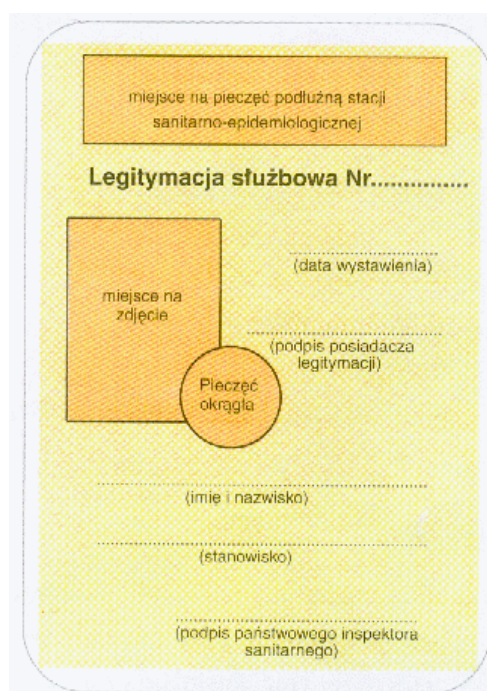 miejsce na pieczęć podłużną stacji
sanitarno-epidemiologicznej
Legitymacja służbowa Nr...............
(data wystawienia)
miejsce na
zdjęcie
(podpis posiadacza
legitymacji)
Pieczęć
okrągła
(imię i nazwisko)
(stanowisko)
(podpis państwowego inspektora
sanitarnego)